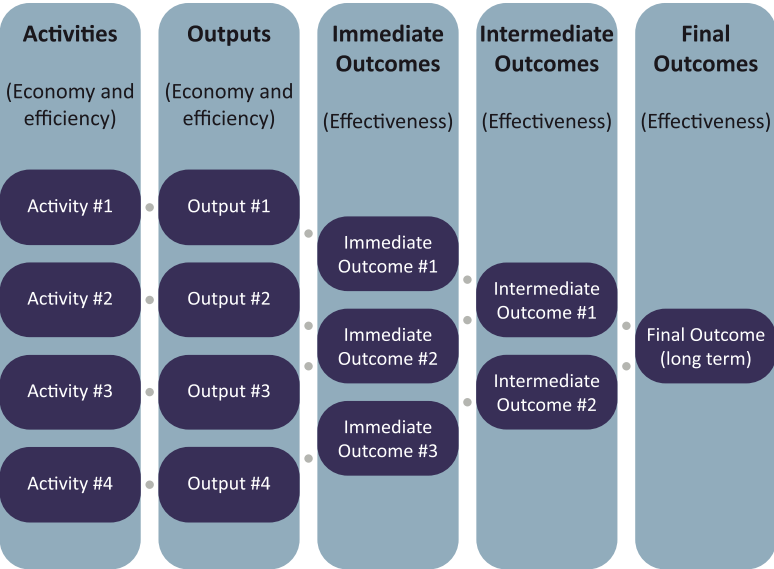 Activities
(Economy and
efficiency)
Activity #1
Activity #2
Activity #3
Activity #4
Outputs
(Economy and
efficiency)
Output #1
Output #2
Output #3
Output #4
Immediate
Outcomes
(Effectiveness)
Immediate
Outcome #1
Immediate
Outcome #2
Immediate
Outcome #3
Intermediate
Outcomes
(Effectiveness)
Intermediate
Outcome #1
Intermediate
Outcome #2
Final
Outcomes
(Effectiveness)
Final Outcome
(long term)